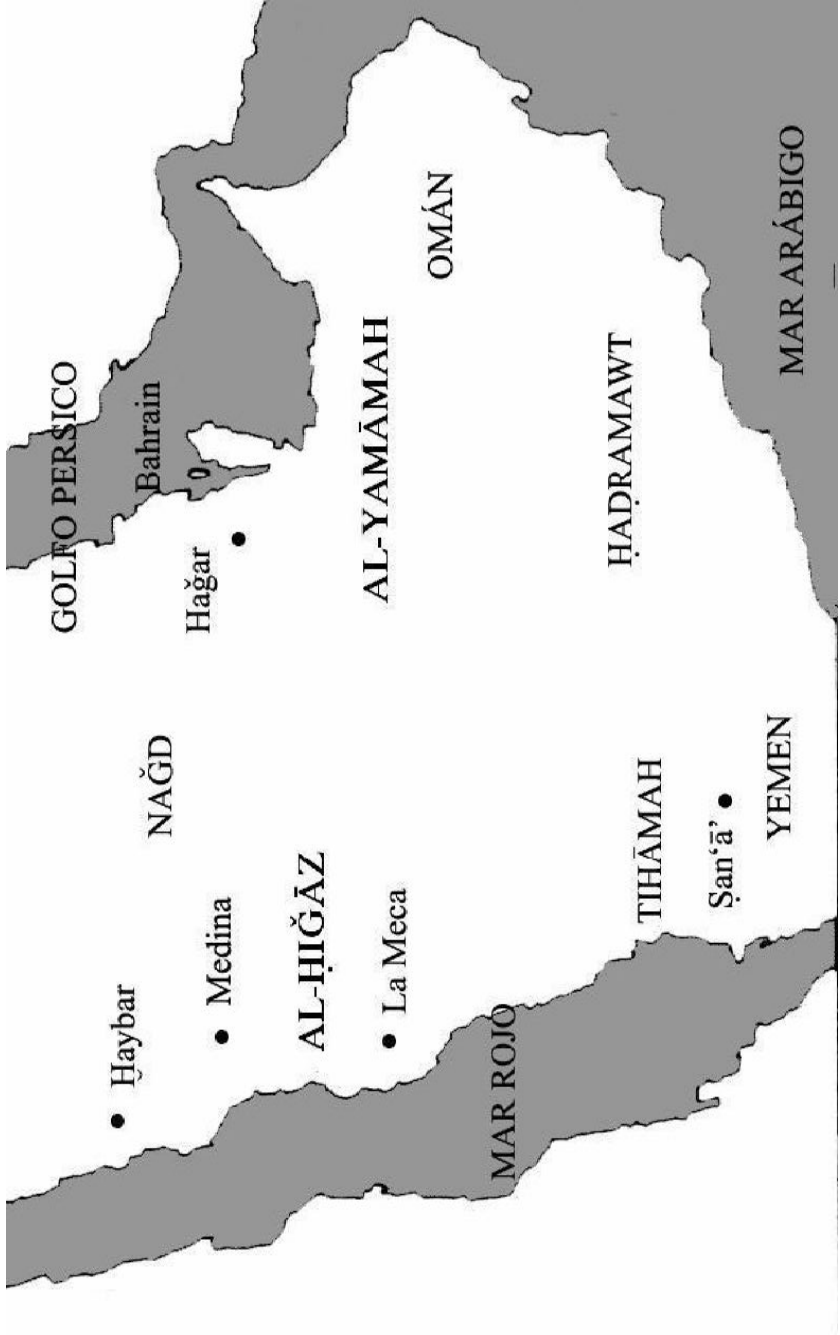 GOLFO PERSICO
Ḫaybar
Bahrain
NAĞD
Hağar
Medina
AL-ḤIĞĀZ
AL-YAMĀMAH
La Meca
OMÁN
MAR ROJO
ḤAḌRAMAWT
TIHĀMAH
Ṣan‘ā’
YEMEN
MAR ARÁBIGO